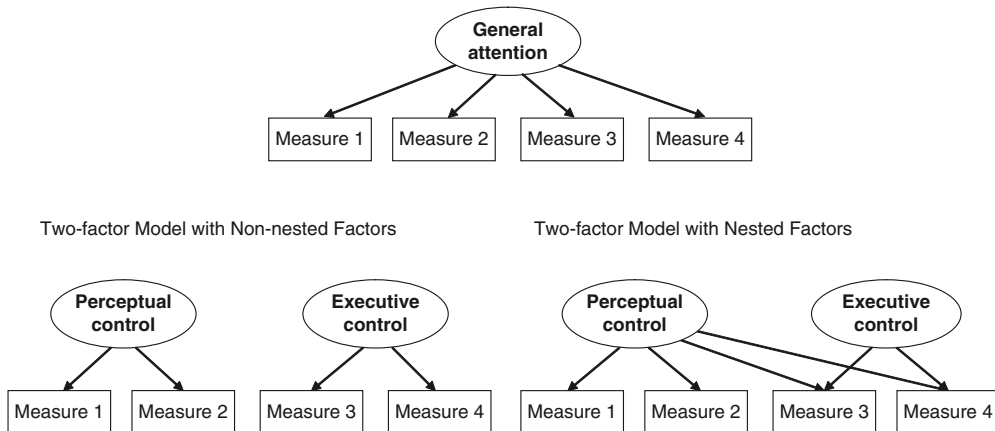 General
attention
Measure 1
Measure 2
Measure 3
Measure 4
Two-factor Model with Non-nested Factors
Perceptual
control
Executive
control
Measure 1
Measure 2
Measure 3
Measure 4
Two-factor Model with Nested Factors
Perceptual
control
Executive
control
Measure 1
Measure 2
Measure 3
Measure 4